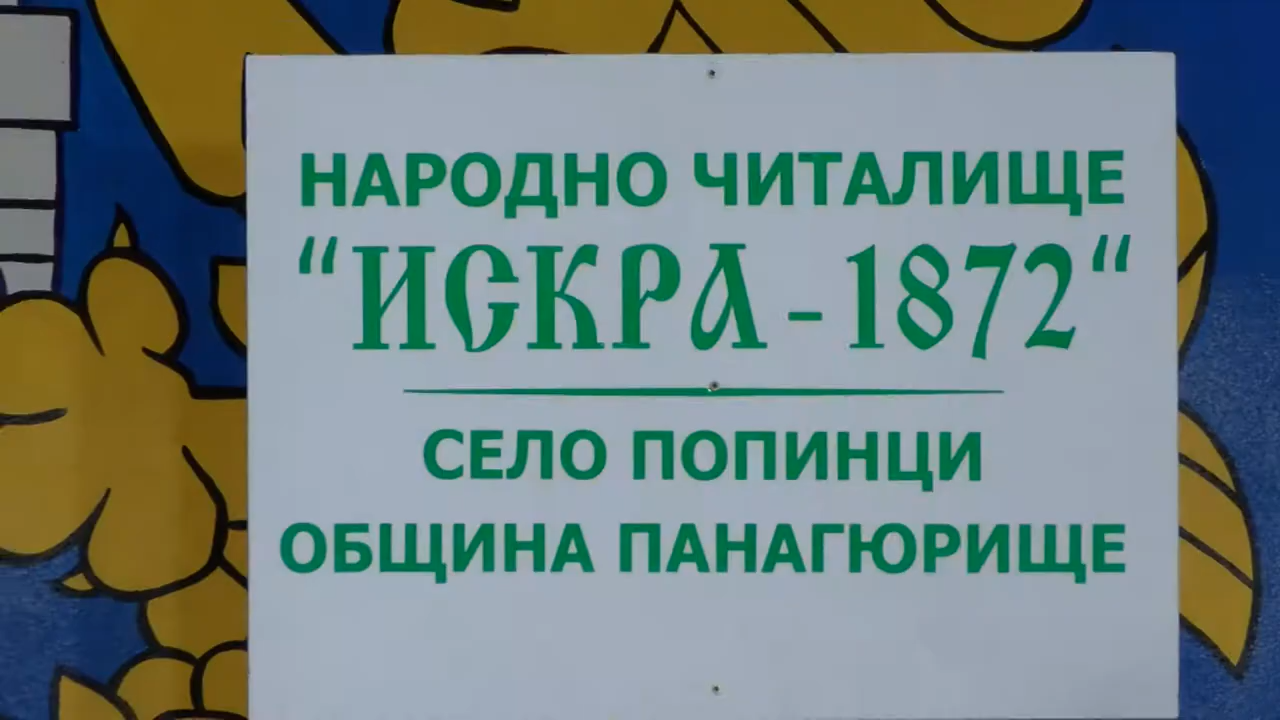 НАРОДНО ЧИТАЛИЩЕ
“ИСКРА - 1872“
СЕЛО ПОПИНЦИ
ОБЩИНА ПАНАГЮРИЩЕ